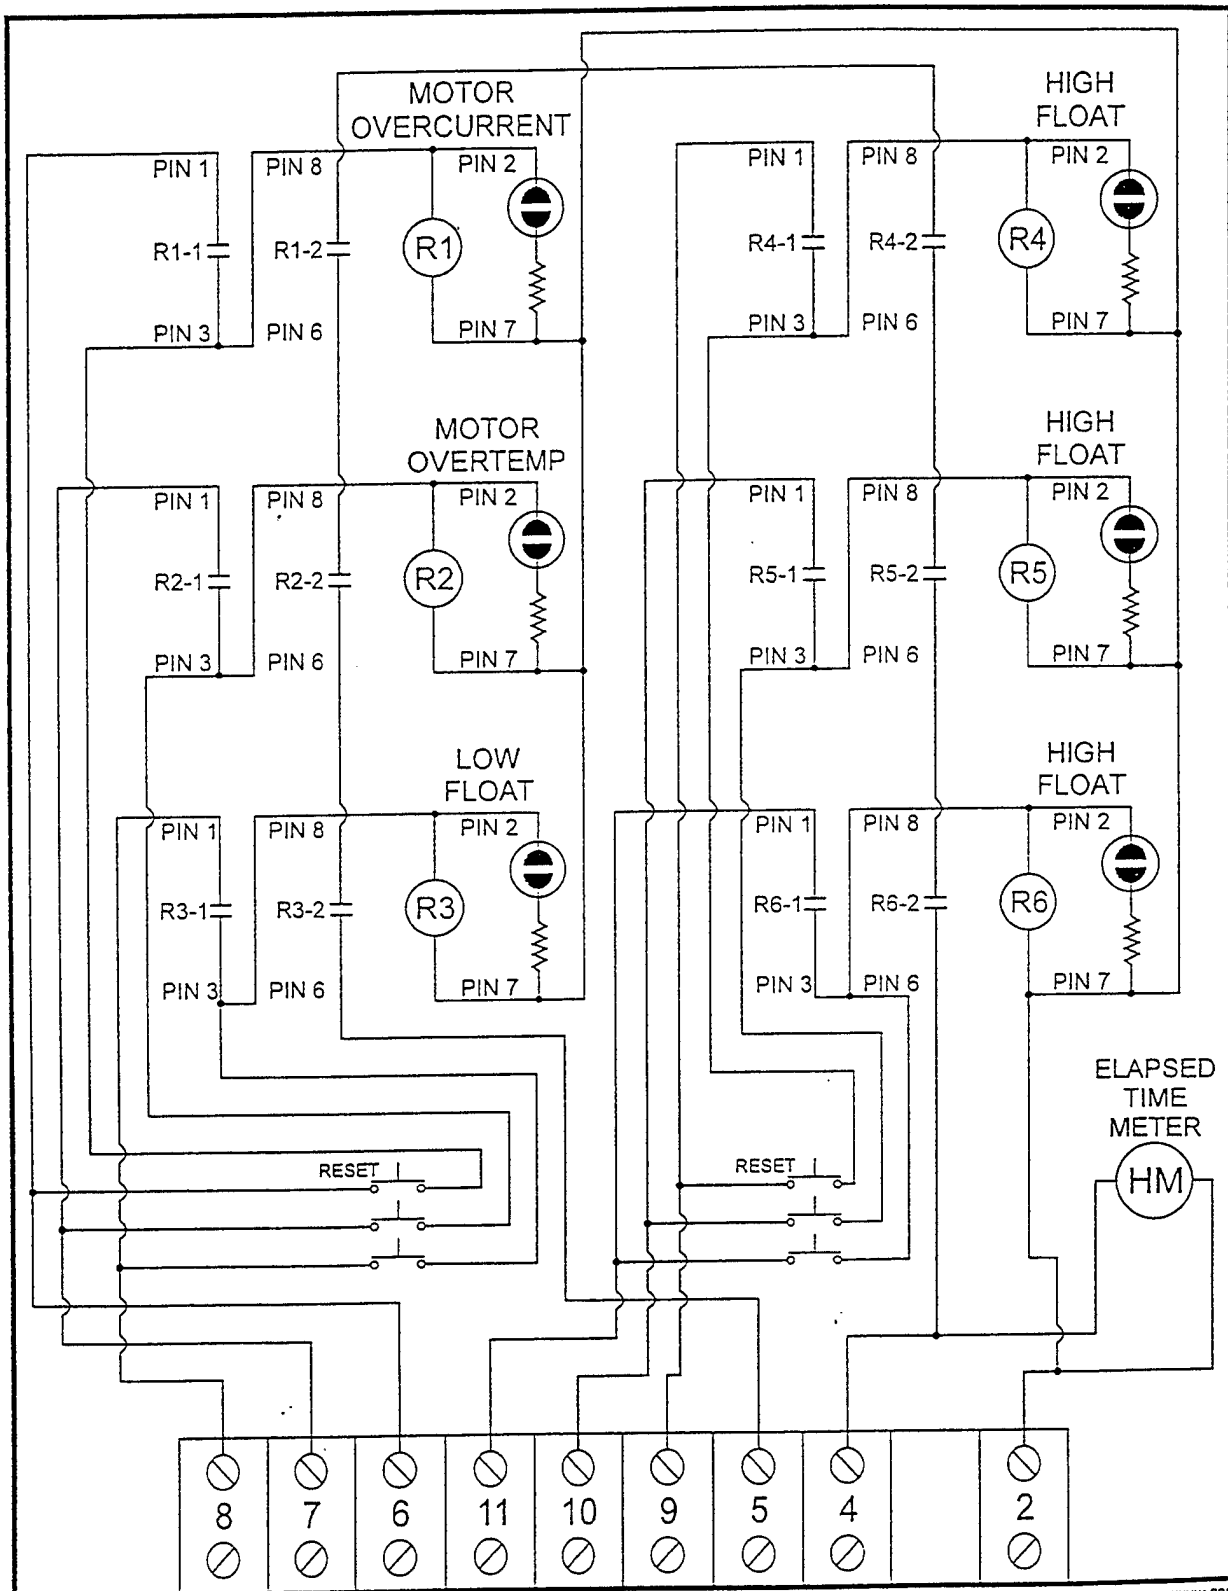 MOTOR
OVERCURRENT
PIN 1
PIN 8
PIN 2
R1-1
R1-2
R1
PIN 3
PIN 6
PIN 7
MOTOR
OVERTEMP
PIN 1
PIN 8
PIN 2
R2-1
R2-2
R2
PIN 3
PIN 6
PIN 7
LOW
FLOAT
PIN 1
PIN 8
PIN 2
R3-1
R3-2
R3
PIN 3
PIN 6
PIN 7
RESET
HIGH
FLOAT
PIN 1
PIN 8
PIN 2
R4-1
R4-2
R4
PIN 3
PIN 6
PIN 7
HIGH
FLOAT
PIN 1
PIN 8
PIN 2
R5-1
R5-2
R5
PIN 3
PIN 6
PIN 7
HIGH
FLOAT
PIN 1
PIN 8
PIN 2
R6-1
R6-2
R6
PIN 3
PIN 6
PIN 7
RESET
ELAPSED
TIME
METER
HM
8 7 6 11 10 9 5 4 2